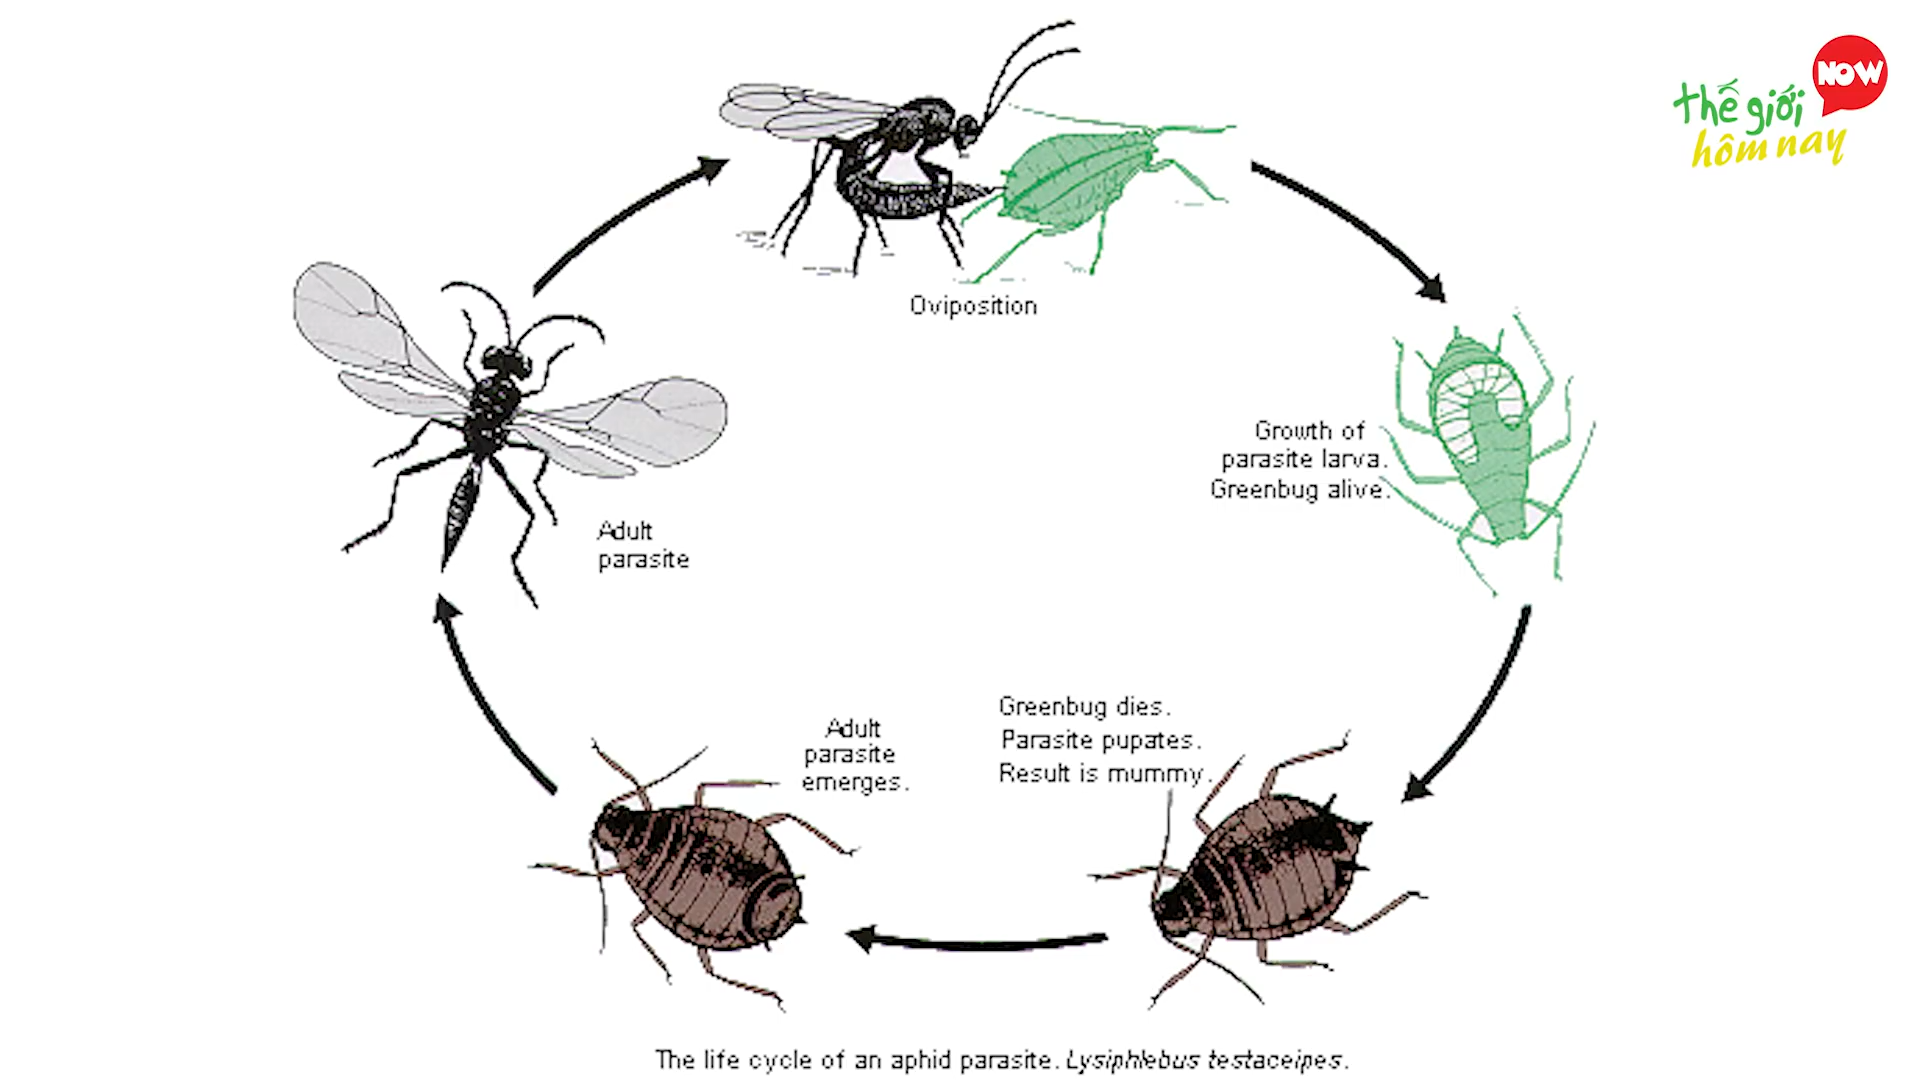 NOW
thế giới
hôm nay
Oviposition
Growth of
parasite larva.
Greenbug alive.
Adult
parasite
Greenbug dies.
Parasite pupates.
Result is mummy.
Adult
parasite
emerges.
The life cycle of an aphid parasite. Lysiphlebus testaceipes.